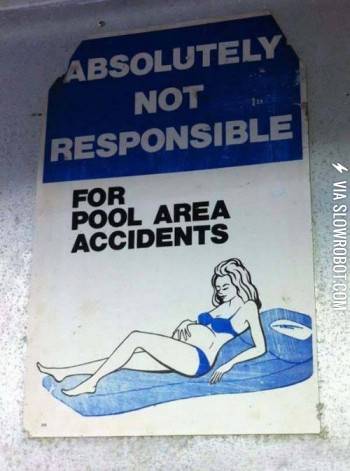 ABSOLUTELY
NOT
RESPONSIBLE
FOR
POOL AREA
ACCIDENTS
VIA SLOWROBOT.COM